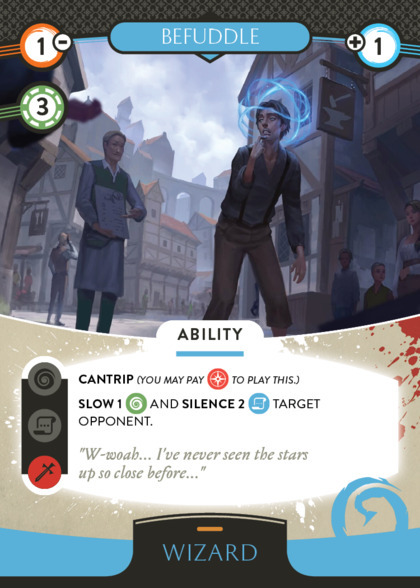 BEFUDDLE
1 -
+ 1
3
ABILITY
CANTRIP (YOU MAY PAY TO PLAY THIS.)
SLOW 1 AND SILENCE 2 TARGET
OPPONENT.
"W-woah... I've never seen the stars
up so close before..."
WIZARD